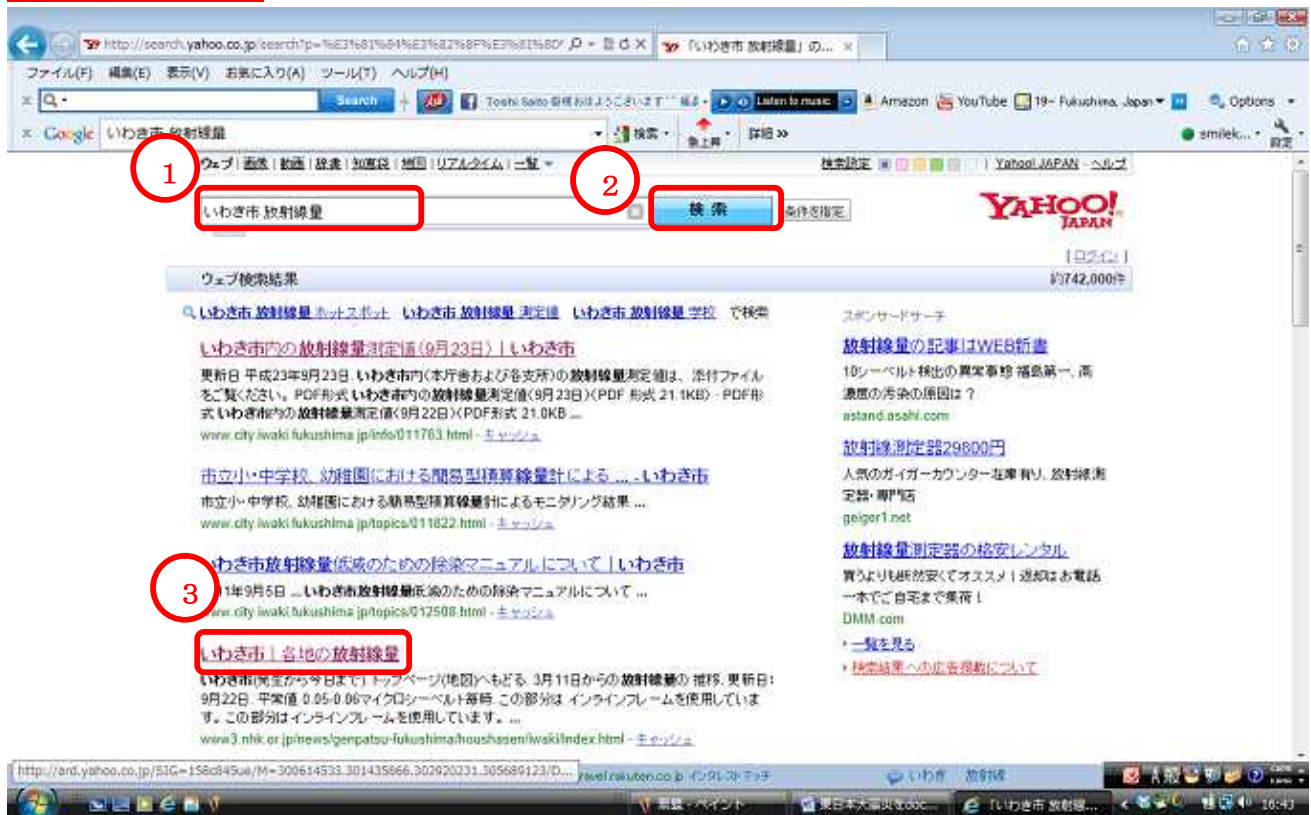 http://search.yahoo.co.jp/search?p=%E3%81%84%E3%82%8F%E3%81%8D
「いわき市 放射線量」の...
ファイル(F) 編集(E) 表示(V) お気に入り(A) ツール(T) ヘルプ(H)
Search
Toshi Saito 皆様おはようございます
Listen to music
Amazon YouTube 19- Fukushima, Japan
Options
Google いわき市 放射線量
検索 急上昇 詳細
smilek... 設定
1
2
ウェブ | 画像 | 動画 | 辞書 | 知恵袋 | 地図 | リアルタイム | 一覧
検索設定 | Yahoo! JAPAN - ヘルプ
いわき市 放射線量
検索
条件を指定
YAHOO! JAPAN
[ログイン]
ウェブ検索結果
約742,000件
いわき市 放射線量 ホットスポット いわき市 放射線量 測定値 いわき市 放射線量 学校 で検索
いわき市内の放射線量測定値(9月23日) | いわき市
更新日 平成23年9月23日. いわき市内(本庁舎および各支所)の放射線量測定値は、添付ファイル
をご覧ください。PDF形式 いわき市内の放射線量測定値(9月23日)(PDF 形式 21.1KB) · PDF形
式 いわき市内の放射線量測定値(9月22日)(PDF形式 21.0KB ...
www.city.iwaki.fukushima.jp/info/011763.html - キャッシュ
市立小・中学校、幼稚園における簡易型積算線量計による ... - いわき市
市立小・中学校、幼稚園における簡易型積算線量計によるモニタリング結果 ...
www.city.iwaki.fukushima.jp/topics/011822.html - キャッシュ
3
いわき市放射線量低減のための除染マニュアルについて | いわき市
11年9月5日 ... いわき市放射線量低減のための除染マニュアルについて ...
www.city.iwaki.fukushima.jp/topics/012508.html - キャッシュ
いわき市 | 各地の放射線量
いわき市(発生から今日まで) トップページ(地図)へもどる. 3月11日からの放射線量の 推移. 更新日:
9月22日. 平常値 0.05-0.06マイクロシーベルト毎時. この部分は インラインフレームを使用していま
す。この部分はインラインフレームを使用しています。 ...
www3.nhk.or.jp/news/genpatsu-fukushima/houshasen/iwaki/index.html - キャッシュ
スポンサードサーチ
放射線量の記事はWEB新書
10シーベルト検出の異常事態 福島第一、高
濃度の汚染の原因は?
astand.asahi.com
放射線測定器29800円
人気のガイガーカウンター在庫有り、放射線測
定器・専門店
geiger1.net
放射線量測定器の格安レンタル
買うよりも断然安くてオススメ！返却はお電話
一本でご自宅まで集荷！
DMM.com
一覧を見る
検索結果への広告掲載について
http://ard.yahoo.co.jp/SIG=156c845ue/M=300614533.301435866.302920231.305689123/D...
travel.rakuten.co.jp
無題 - ペイント
東日本大震災をdoc...
「いわき市 放射線...
16:43